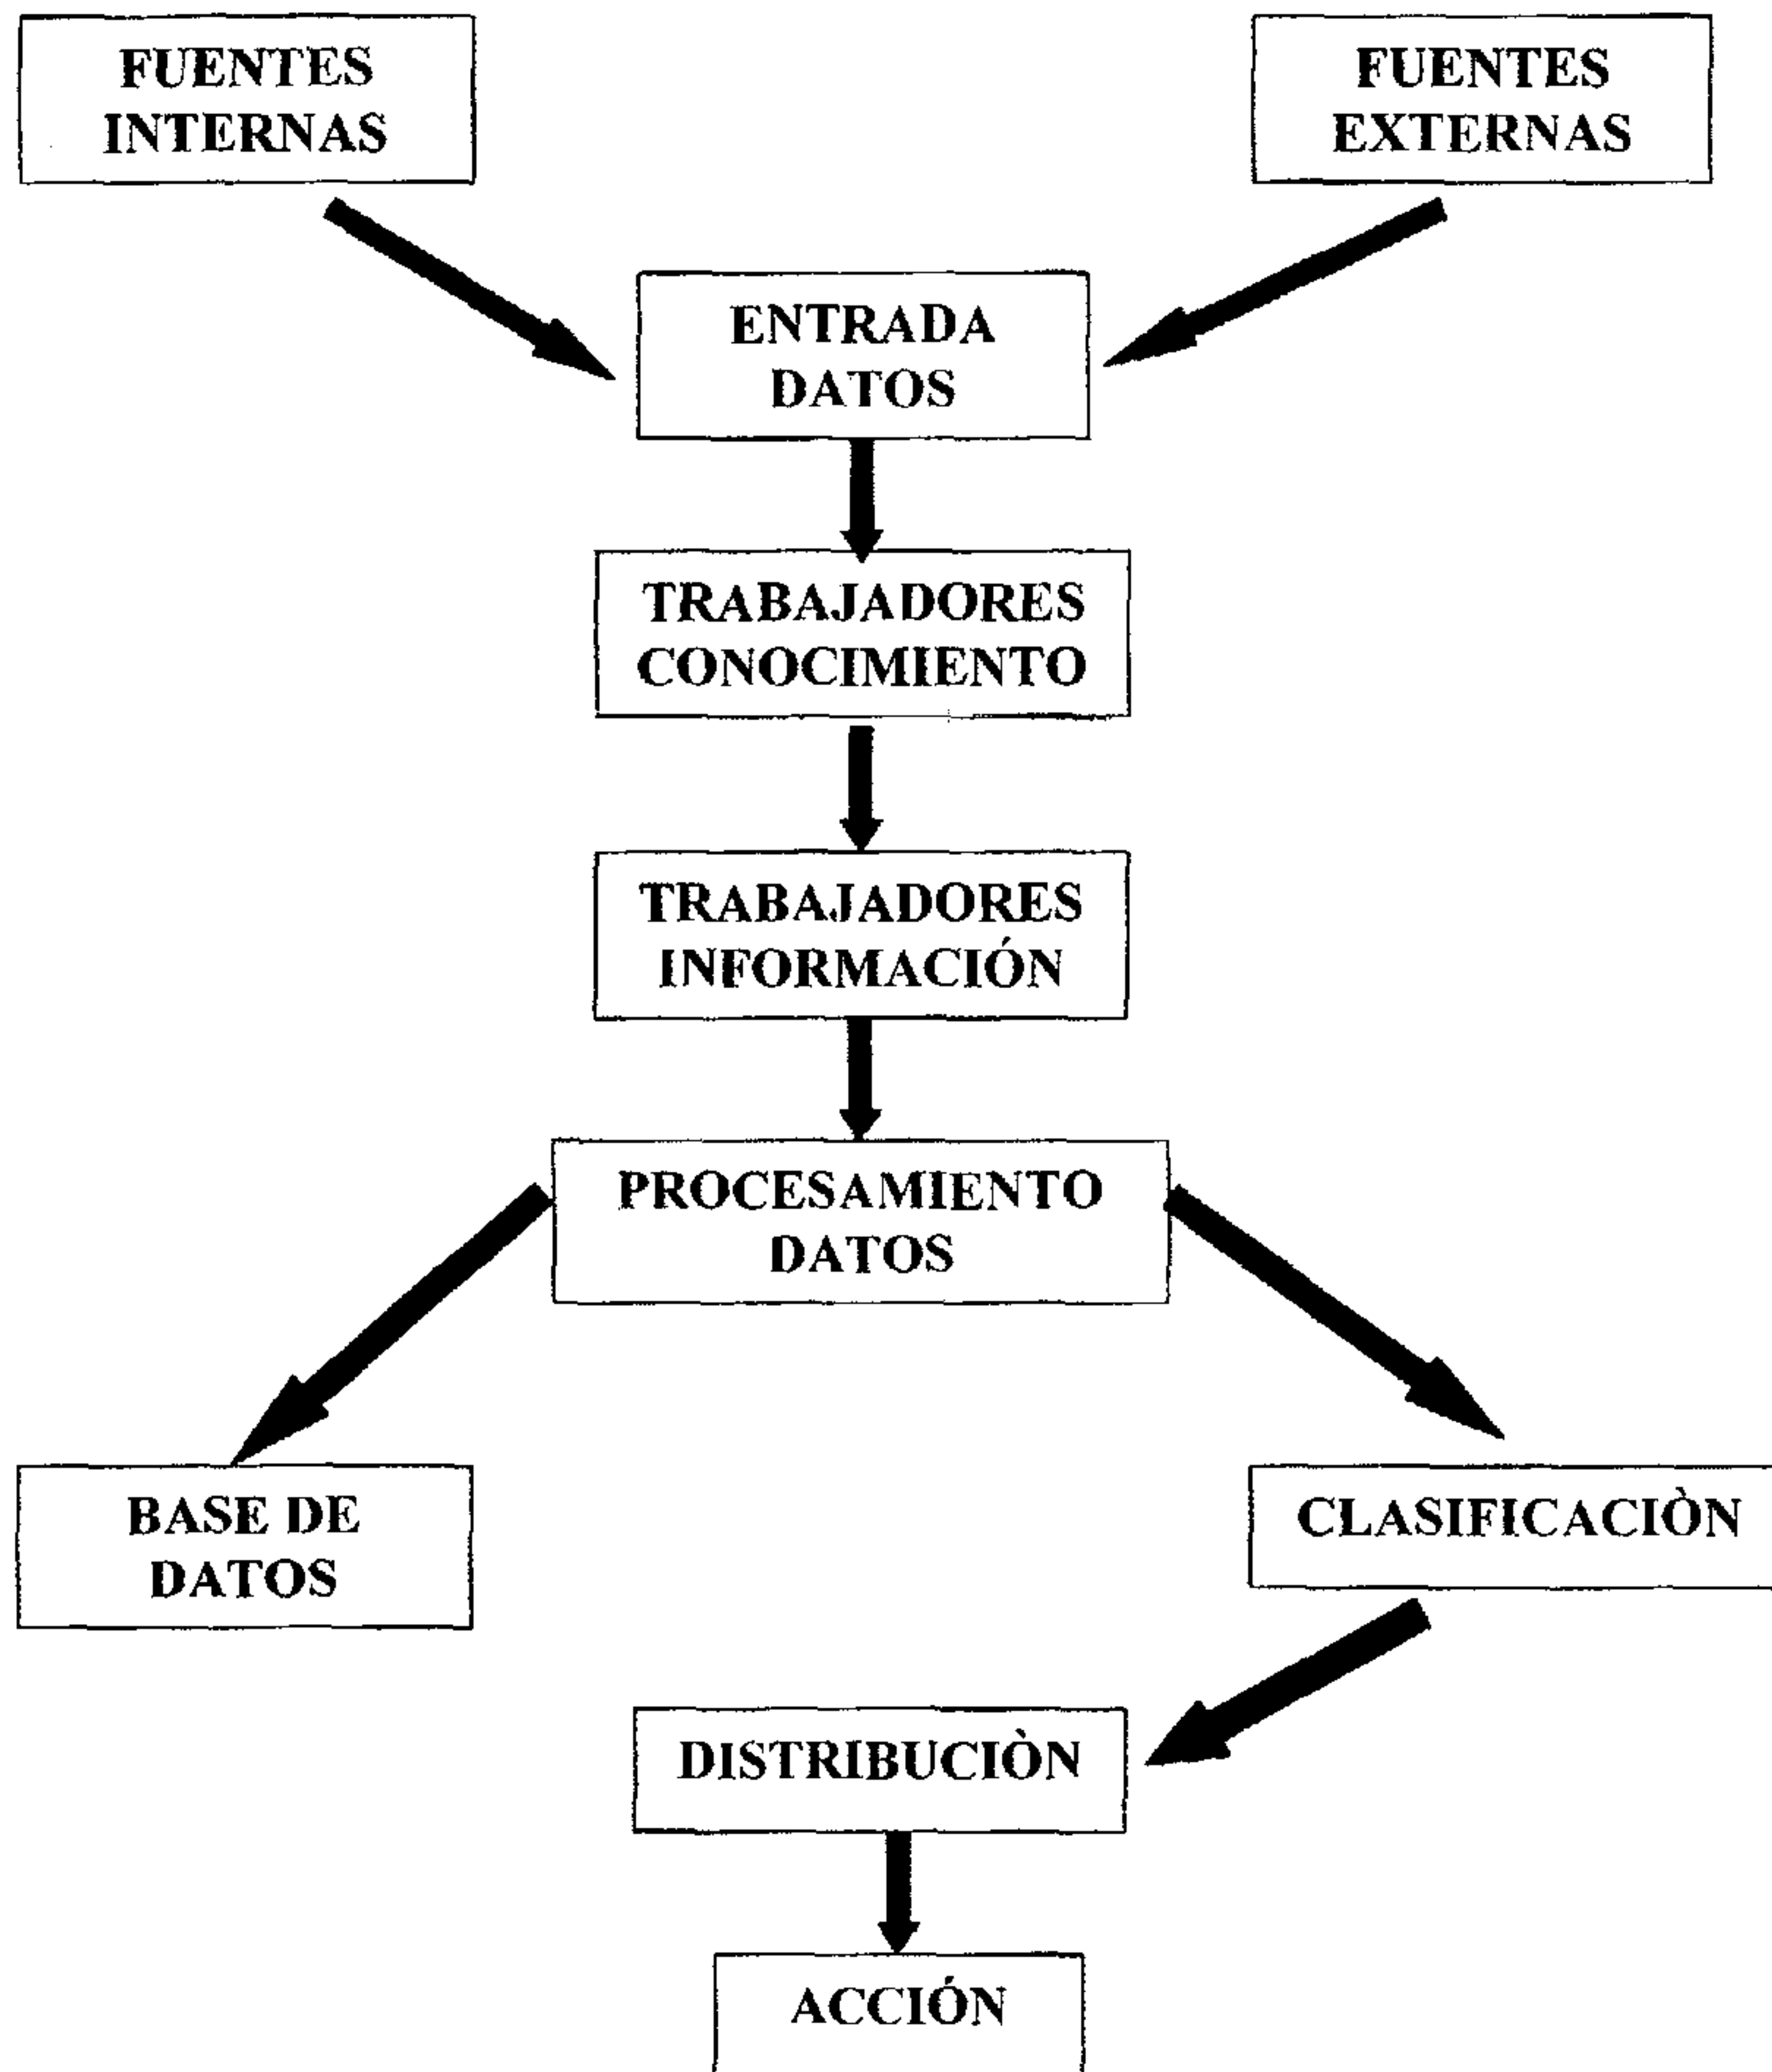 FUENTES
INTERNAS
FUENTES
EXTERNAS
ENTRADA
DATOS
TRABAJADORES
CONOCIMIENTO
TRABAJADORES
INFORMACIÓN
PROCESAMIENTO
DATOS
BASE DE
DATOS
CLASIFICACIÒN
DISTRIBUCIÒN
ACCIÓN